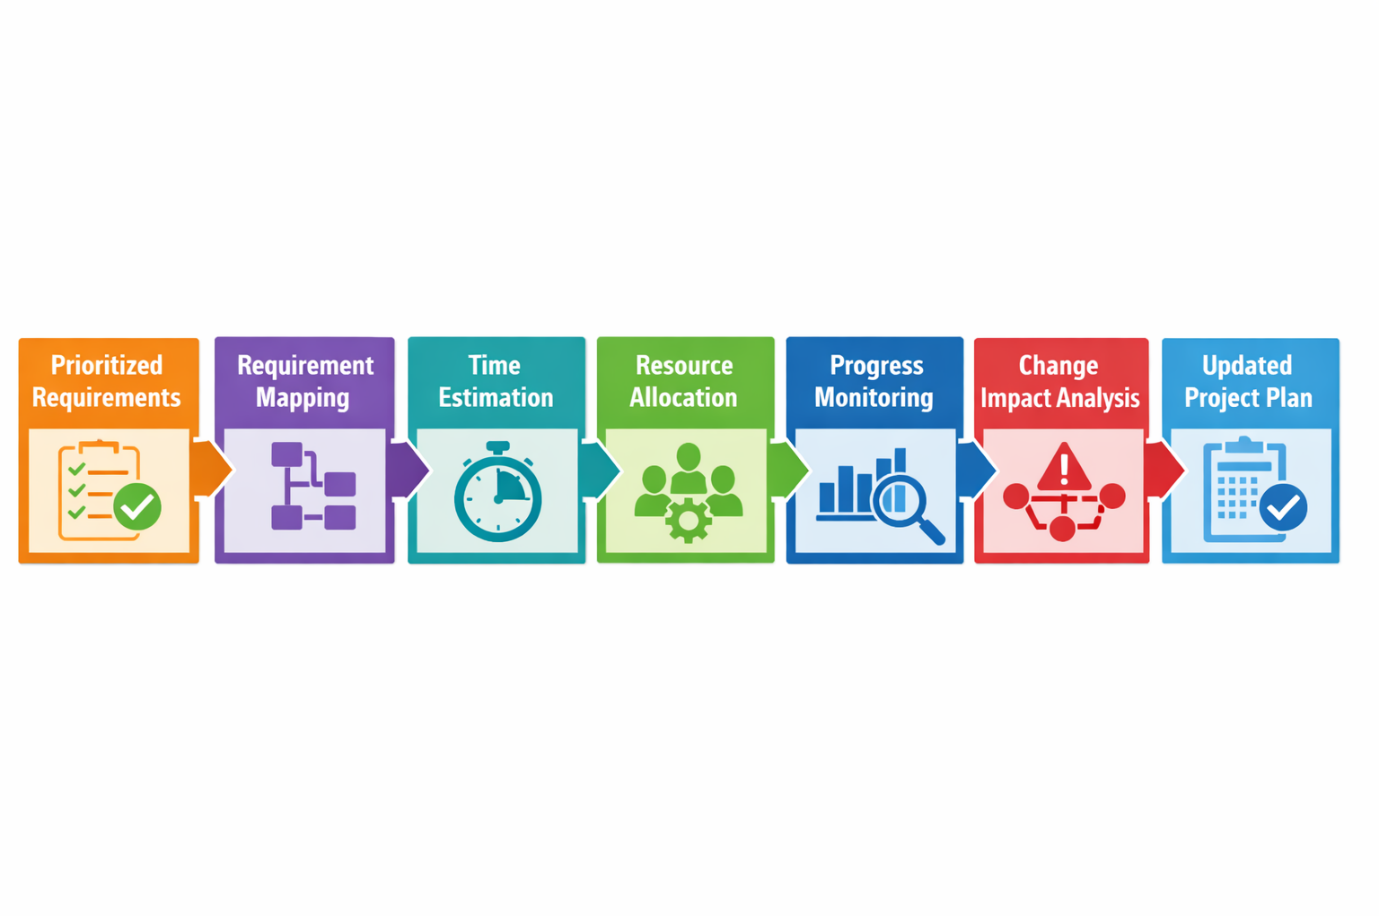 Prioritized
Requirements
Requirement
Mapping
Time
Estimation
Resource
Allocation
Progress
Monitoring
Change
Impact Analysis
Updated
Project Plan